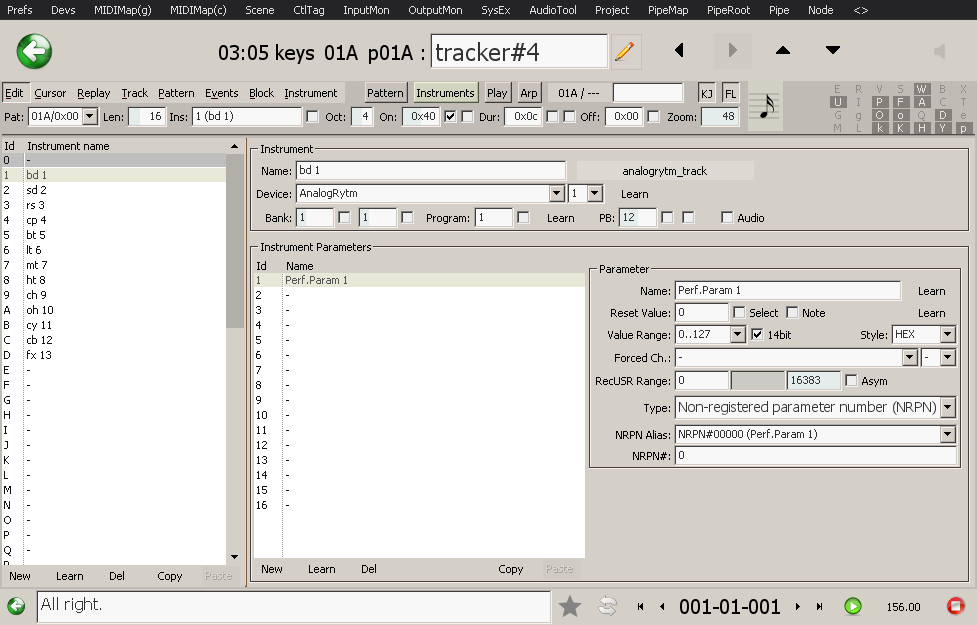 Prefs Devs MIDIMap(g) MIDIMap(c) Scene CtlTag InputMon OutputMon SysEx AudioTool Project PipeMap PipeRoot Pipe Node <>
03:05 keys 01A p01A : tracker#4
Edit Cursor Replay Track Pattern Events Block Instrument Pattern Instruments Play Arp 01A / --- KJ FL
E R V S W B X
U I P F A C T
G g O o Q D e
M L K K H Y p
Pat: 01A/0x00 Len: 16 Ins: 1 (bd 1) Oct: 4 On: 0x40 Dur: 0x0c Off: 0x00 Zoom: 48
Id Instrument name
0 -
1 bd 1
2 sd 2
3 rs 3
4 cp 4
5 bt 5
6 lt 6
7 mt 7
8 ht 8
9 ch 9
A oh 10
B cy 11
C cb 12
D fx 13
E -
F -
G -
H -
I -
J -
K -
L -
M -
N -
O -
P -
Q -
New Learn Del Copy Paste
Instrument
Name: bd 1 analogrytm_track
Device: AnalogRytm 1 Learn
Bank: 1 1 Program: 1 Learn PB: 12 Audio
Instrument Parameters
Id Name
1 Perf.Param 1
2 -
3 -
4 -
5 -
6 -
7 -
8 -
9 -
10 -
11 -
12 -
13 -
14 -
15 -
16 -
New Learn Del Copy Paste
Parameter
Name: Perf.Param 1 Learn
Reset Value: 0 Select Note Learn
Value Range: 0..127 14bit Style: HEX
Forced Ch.: - -
RecUSR Range: 0 16383 Asym
Type: Non-registered parameter number (NRPN)
NRPN Alias: NRPN#00000 (Perf.Param 1)
NRPN#: 0
All right. 001-01-001 156.00